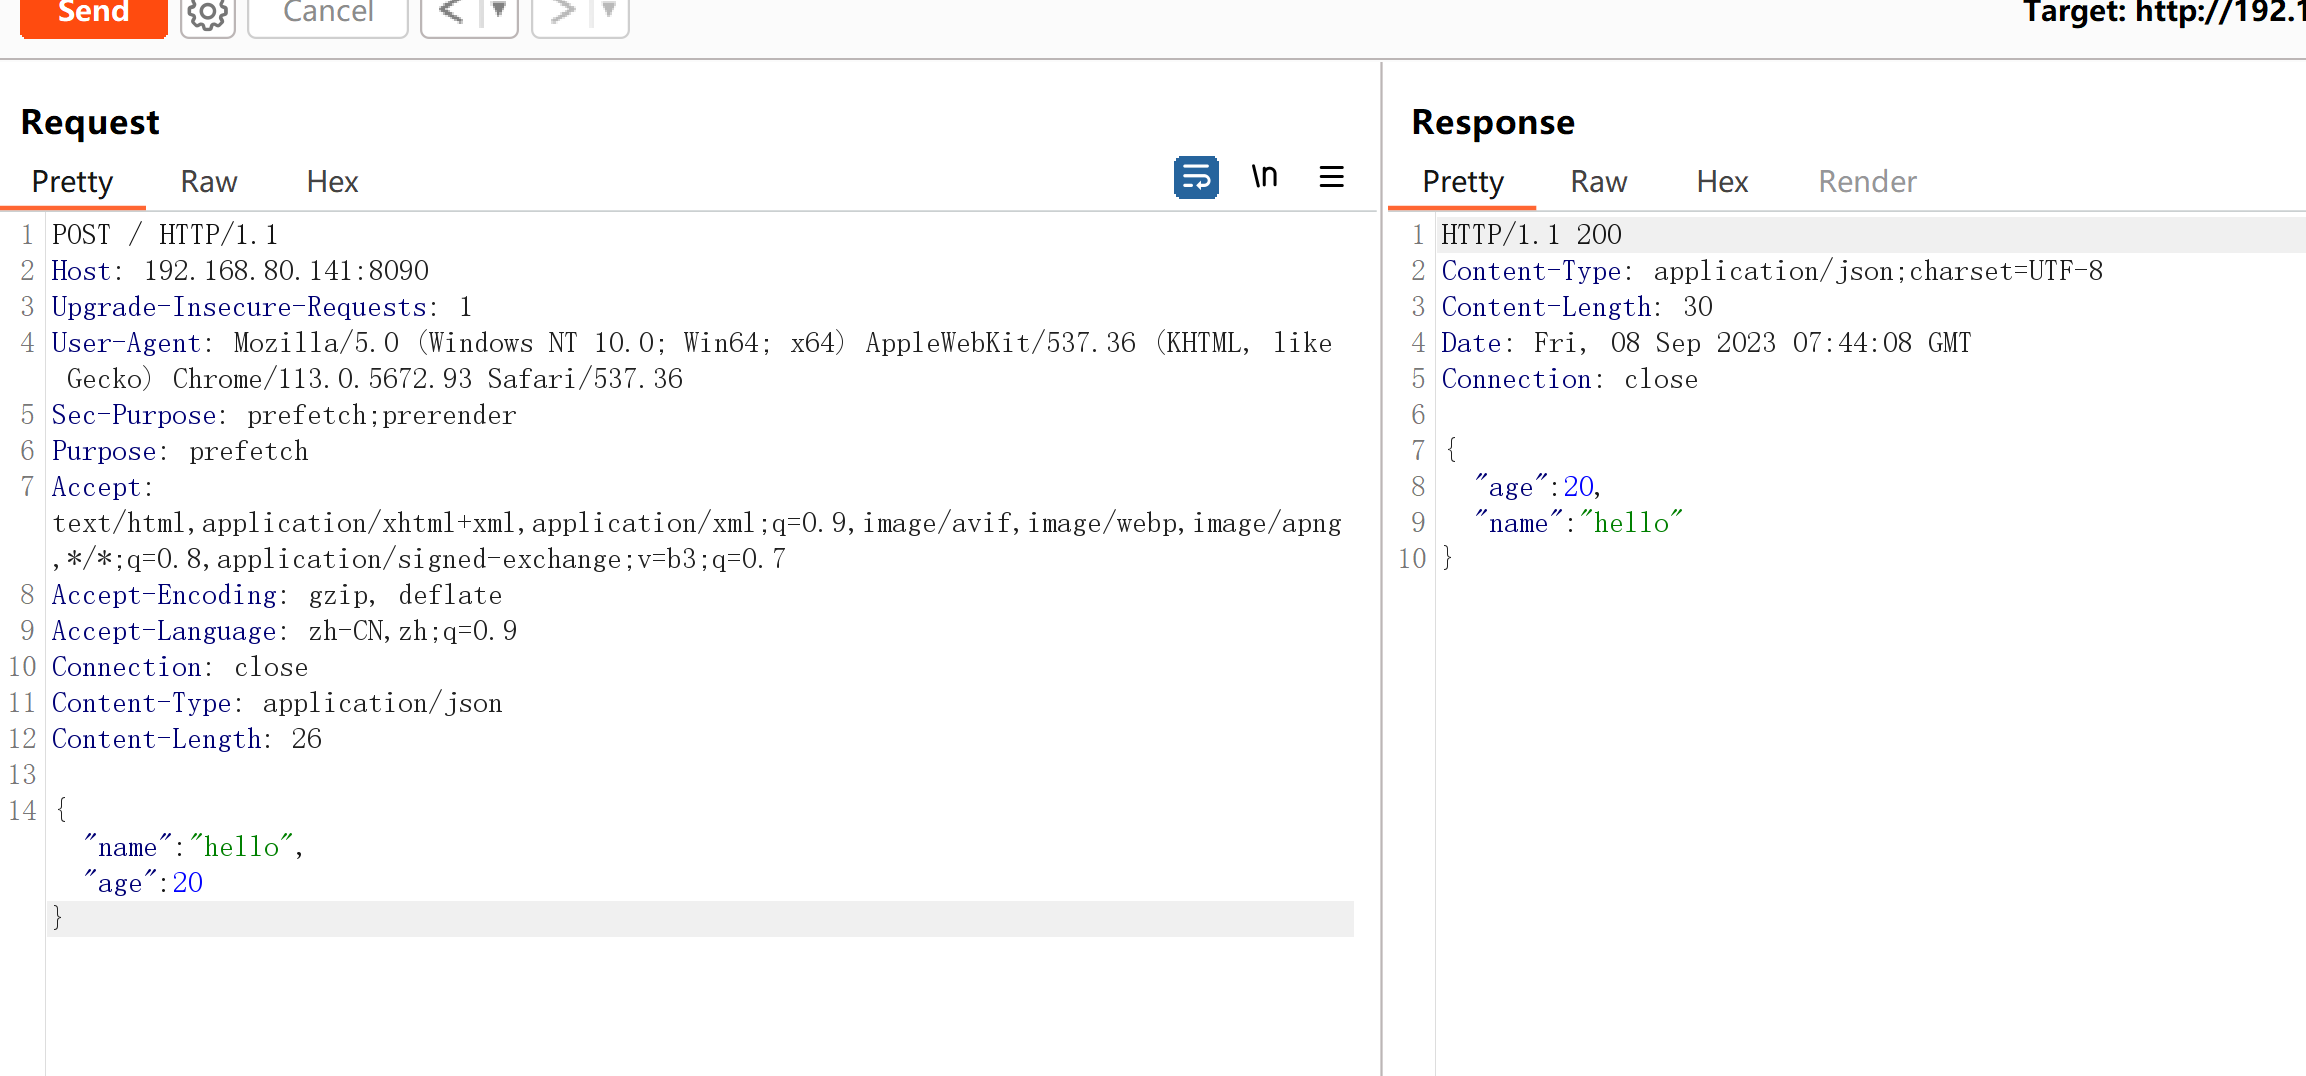 Send
Cancel
<
>
Target: http://192.1
Request
Pretty Raw Hex
\n
1 POST / HTTP/1.1
2 Host: 192.168.80.141:8090
3 Upgrade-Insecure-Requests: 1
4 User-Agent: Mozilla/5.0 (Windows NT 10.0; Win64; x64) AppleWebKit/537.36 (KHTML, like
Gecko) Chrome/113.0.5672.93 Safari/537.36
5 Sec-Purpose: prefetch;prerender
6 Purpose: prefetch
7 Accept:
text/html,application/xhtml+xml,application/xml;q=0.9,image/avif,image/webp,image/apng
,*/*;q=0.8,application/signed-exchange;v=b3;q=0.7
8 Accept-Encoding: gzip, deflate
9 Accept-Language: zh-CN,zh;q=0.9
10 Connection: close
11 Content-Type: application/json
12 Content-Length: 26
13
14 {
"name":"hello",
"age":20
}
Response
Pretty Raw Hex Render
1 HTTP/1.1 200
2 Content-Type: application/json;charset=UTF-8
3 Content-Length: 30
4 Date: Fri, 08 Sep 2023 07:44:08 GMT
5 Connection: close
6
7 {
8 "age":20,
9 "name":"hello"
10 }